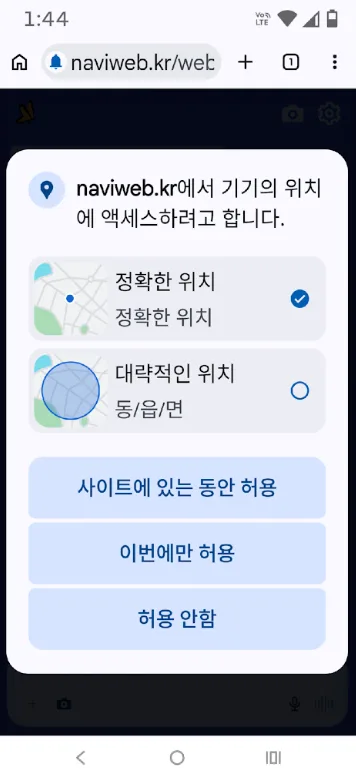 1:44
Vo))
LTE
naviweb.kr/web
1
naviweb.kr에서 기기의 위치
에 액세스하려고 합니다.
정확한 위치
정확한 위치
대략적인 위치
동/읍/면
사이트에 있는 동안 허용
이번에만 허용
허용 안함